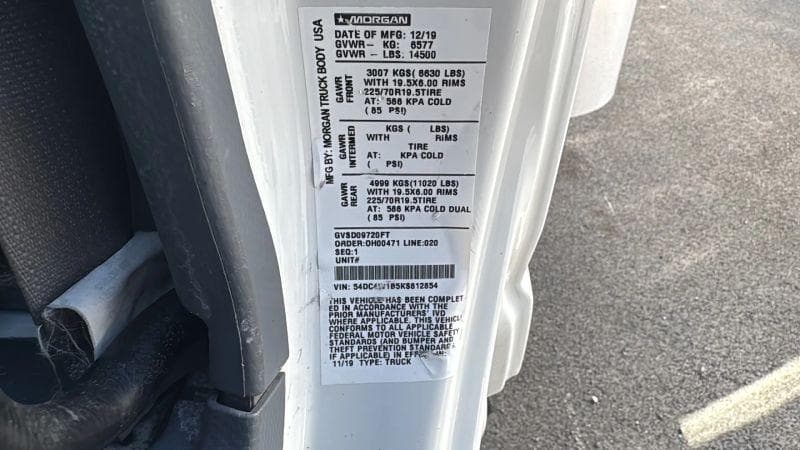 MORGAN
DATE OF MFG: 12/19
GVWR- KG: 6577
GVWR- LBS: 14500
MFG BY: MORGAN TRUCK BODY USA
GAWR FRONT
3007 KGS( 6630 LBS)
WITH 19.5X6.00 RIMS
225/70R19.5TIRE
AT: 586 KPA COLD
( 85 PSI)
GAWR INTERMED
KGS ( LBS)
WITH RIMS
TIRE
AT: KPA COLD
( PSI)
GAWR REAR
4999 KGS(11020 LBS)
WITH 19.5X6.00 RIMS
225/70R19.5TIRE
AT: 586 KPA COLD DUAL
( 85 PSI)
GVSD09720FT
ORDER:OH00471 LINE:020
SEQ:1
UNIT#
VIN:
THIS VEHICLE HAS BEEN COMPLET
ED IN ACCORDANCE WITH THE
PRIOR MANUFACTURERS' IVD
WHERE APPLICABLE. THIS VEHICLE
CONFORMS TO ALL APPLICABLE
FEDERAL MOTOR VEHICLE SAFETY
STANDARDS (AND BUMPER AND
THEFT PREVENTION STANDARDS,
IF APPLICABLE) IN
11/19 TYPE: TRUCK